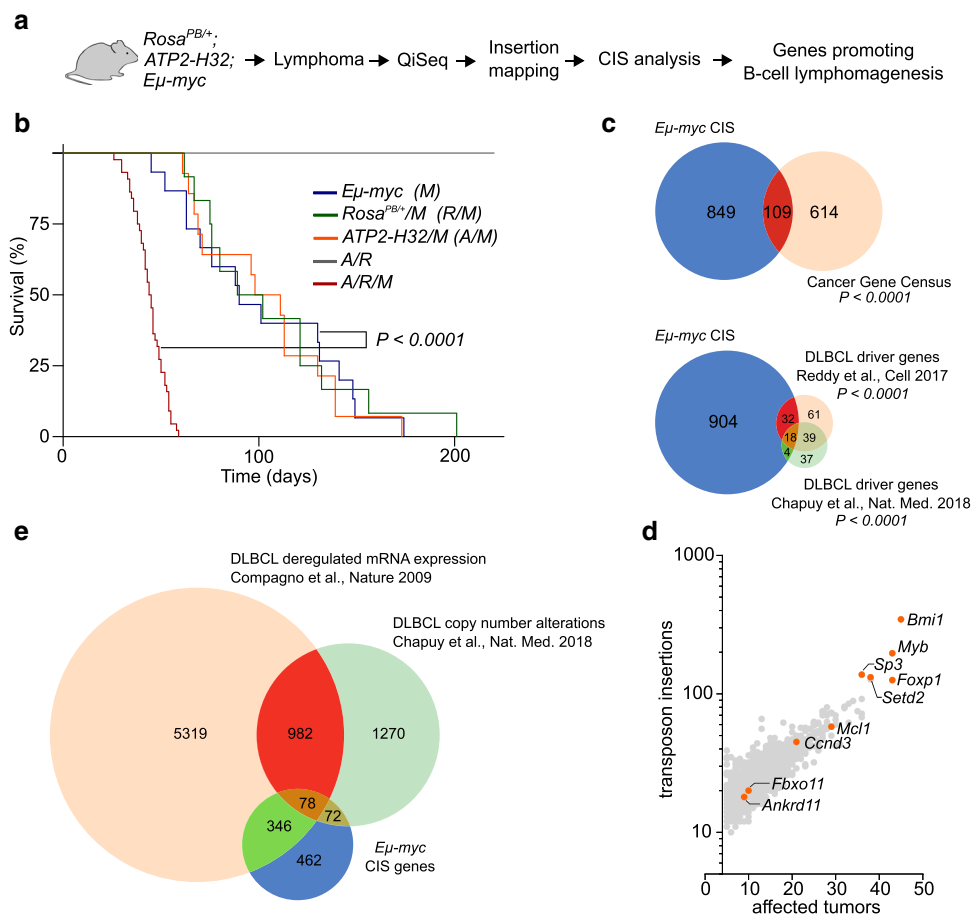 a
Rosa^PB/+;
ATP2-H32;
Eμ-myc
Lymphoma
QiSeq
Insertion
mapping
CIS analysis
Genes promoting
B-cell lymphomagenesis
b
Survival (%)
75
50
25
0
0
100
200
Time (days)
Eμ-myc (M)
Rosa^PB/+/M (R/M)
ATP2-H32/M (A/M)
A/R
A/R/M
P < 0.0001
c
Eμ-myc CIS
849
109
614
Cancer Gene Census
P < 0.0001
Eμ-myc CIS
DLBCL driver genes
Reddy et al., Cell 2017
P < 0.0001
904
32
61
18
39
4
37
DLBCL driver genes
Chapuy et al., Nat. Med. 2018
P < 0.0001
e
DLBCL deregulated mRNA expression
Compagno et al., Nature 2009
DLBCL copy number alterations
Chapuy et al., Nat. Med. 2018
5319
982
1270
78
72
346
462
Eμ-myc
CIS genes
d
transposon insertions
1000
100
10
0
10
20
30
40
50
affected tumors
Bmi1
Myb
Sp3
Foxp1
Setd2
Mcl1
Ccnd3
Fbxo11
Ankrd11